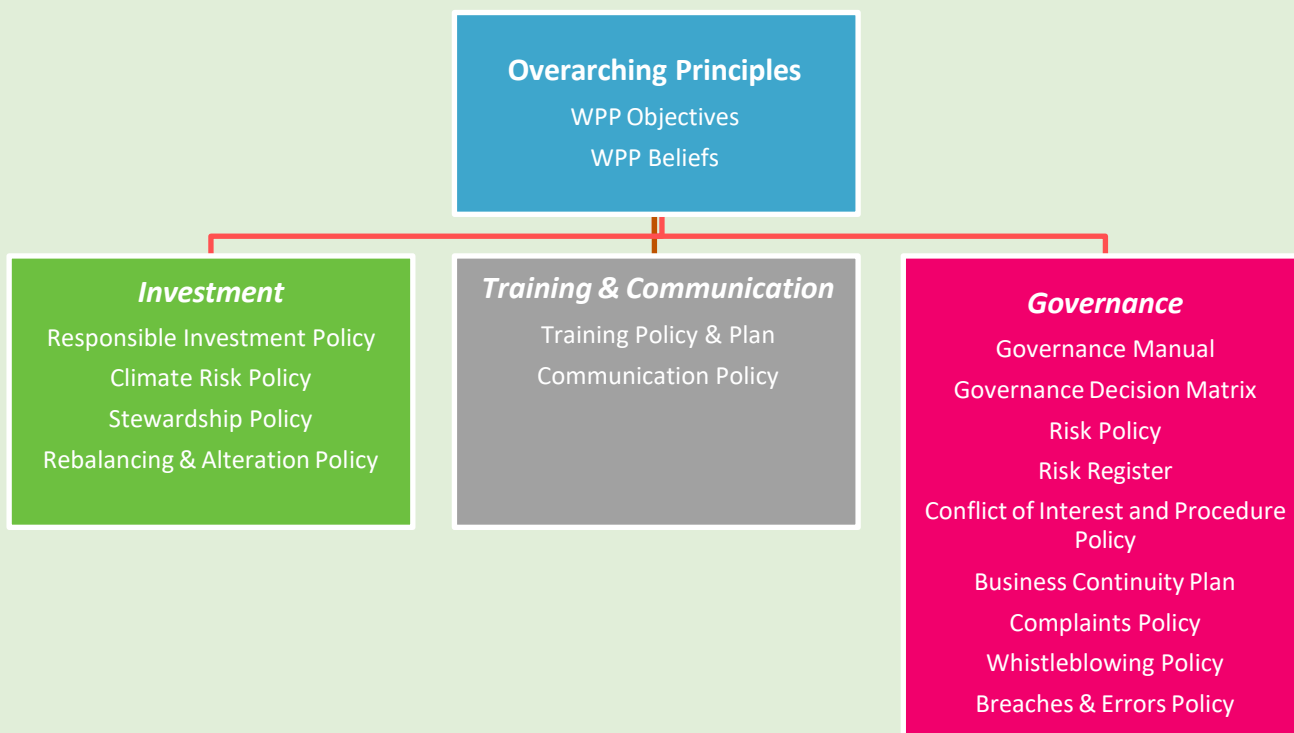 Overarching Principles
WPP Objectives
WPP Beliefs
Investment
Responsible Investment Policy
Climate Risk Policy
Stewardship Policy
Rebalancing & Alteration Policy
Training & Communication
Training Policy & Plan
Communication Policy
Governance
Governance Manual
Governance Decision Matrix
Risk Policy
Risk Register
Conflict of Interest and Procedure
Policy
Business Continuity Plan
Complaints Policy
Whistleblowing Policy
Breaches & Errors Policy